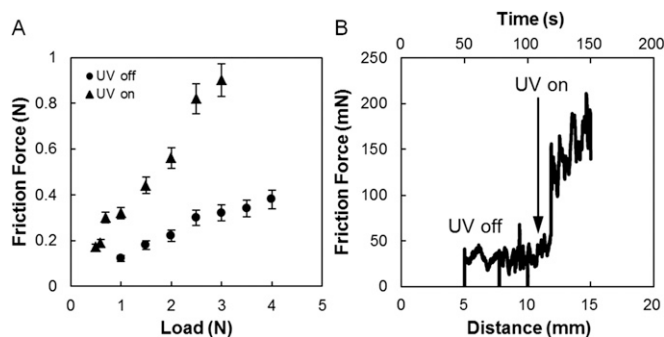 A
Friction Force (N)
1
0.8
0.6
0.4
0.2
0
UV off
UV on
0 1 2 3 4 5
Load (N)
B
Time (s)
0 50 100 150 200
Friction Force (mN)
250
200
150
100
50
0
UV on
UV off
0 5 10 15 20
Distance (mm)